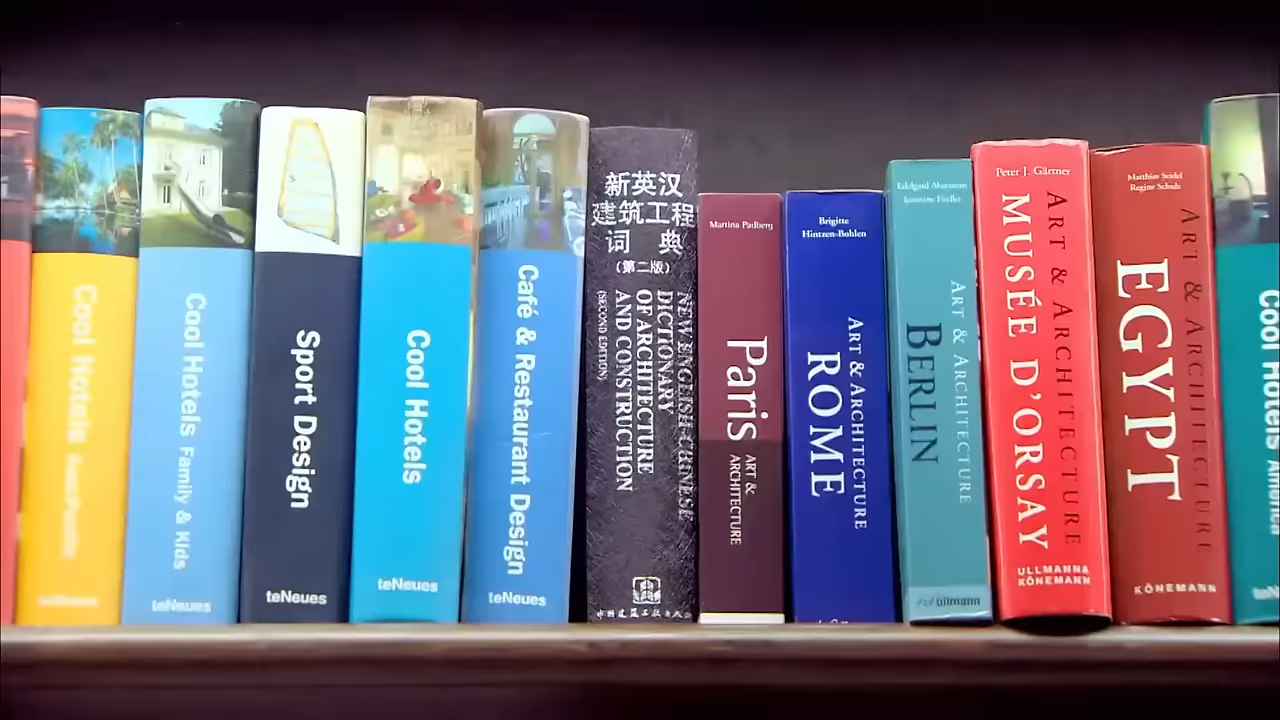 Cool Hotels
Cool Hotels Family & Kids
teNeues
Sport Design
teNeues
Cool Hotels
teNeues
Café & Restaurant Design
teNeues
新英汉
建筑工程
词典
(第二版)
NEW ENGLISH-CHINESE
DICTIONARY
OF ARCHITECTURE
AND CONSTRUCTION
(SECOND EDITION)
Martina Padberg
Paris
ART &
ARCHITECTURE
Brigitte
Hintzen-Bohlen
ART & ARCHITECTURE
ROME
ART & ARCHITECTURE
BERLIN
ullmann
Peter J. Gärtner
ART & ARCHITECTURE
MUSÉE D'ORSAY
ULLMANN&
KÖNEMANN
Matthias Seidel
Regine Schulz
ART & ARCHITECTURE
EGYPT
KÖNEMANN
Cool Hotels America